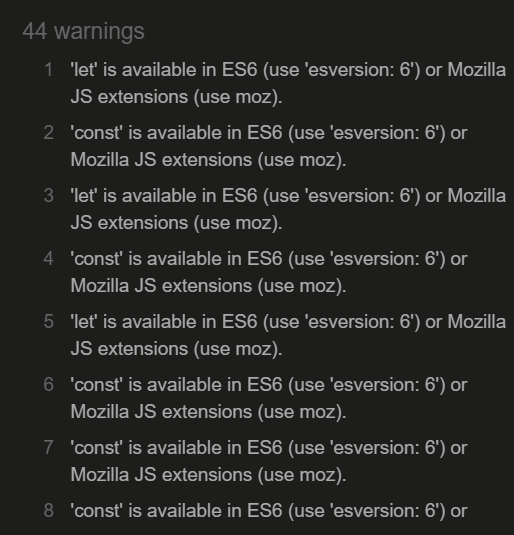 44 warnings
1 'let' is available in ES6 (use 'esversion: 6') or Mozilla
JS extensions (use moz).
2 'const' is available in ES6 (use 'esversion: 6') or
Mozilla JS extensions (use moz).
3 'let' is available in ES6 (use 'esversion: 6') or Mozilla
JS extensions (use moz).
4 'const' is available in ES6 (use 'esversion: 6') or
Mozilla JS extensions (use moz).
5 'let' is available in ES6 (use 'esversion: 6') or Mozilla
JS extensions (use moz).
6 'const' is available in ES6 (use 'esversion: 6') or
Mozilla JS extensions (use moz).
7 'const' is available in ES6 (use 'esversion: 6') or
Mozilla JS extensions (use moz).
8 'const' is available in ES6 (use 'esversion: 6') or